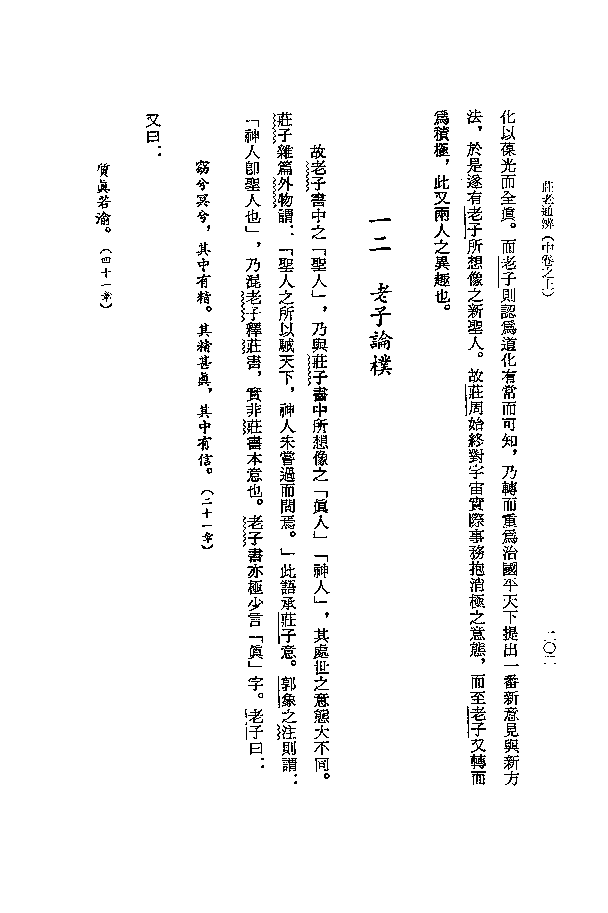 莊老通辨(中卷之上)
二〇二
化以葆光而全眞。而老子則認爲道化有常而可知，乃轉而重爲治國平天下提出一番新意見與新方
法，於是遂有老子所想像之新聖人。故莊周始終對宇宙實際事務抱消極之意態，而至老子又轉而
爲積極，此又兩人之異趣也。
一二　老子論樸
故老子書中之「聖人」，乃與莊子書中所想像之「眞人」「神人」，其處世之意態大不同。
莊子雜篇外物謂：「聖人之所以駴天下，神人未嘗過而問焉。」此語承莊子意。郭象之注則謂：
「神人卽聖人也」，乃混老子釋莊書，實非莊書本意也。老子書亦極少言「眞」字。老子曰：
窈兮冥兮，其中有精。其精甚眞，其中有信。(二十一章)
又曰：
質眞若渝。(四十一章)